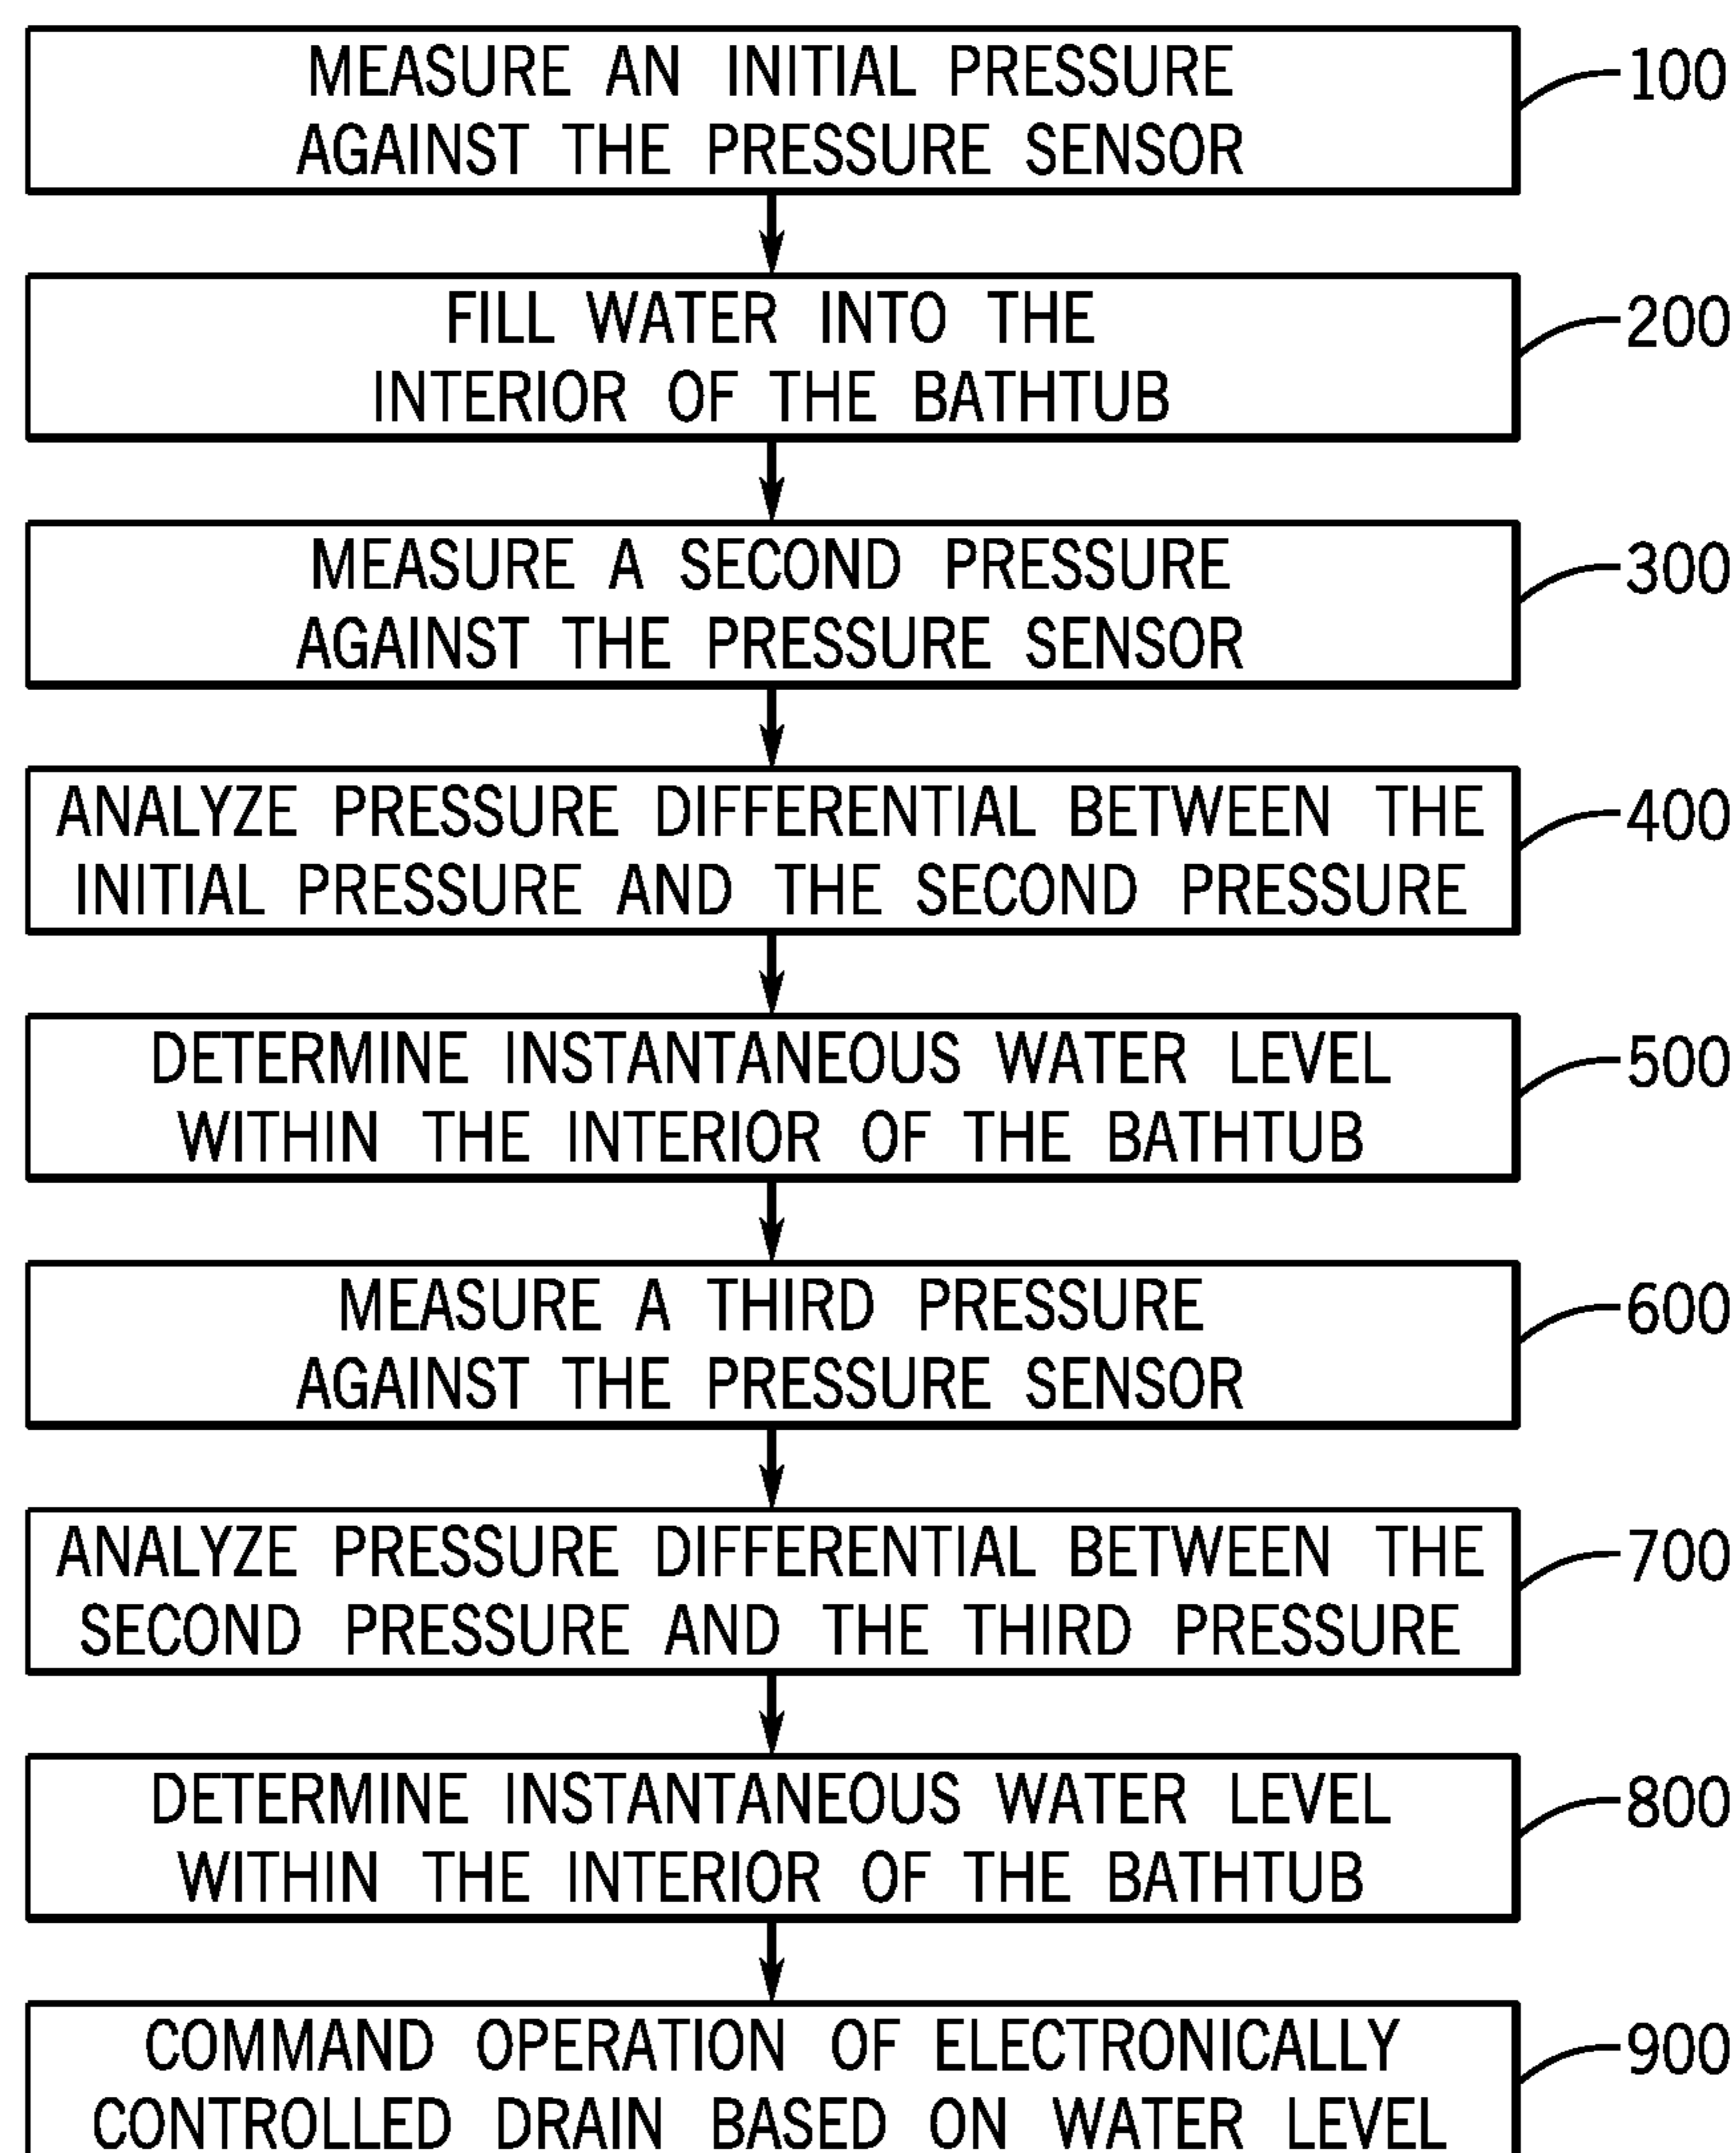 MEASURE AN INITIAL PRESSURE
AGAINST THE PRESSURE SENSOR
100
FILL WATER INTO THE
INTERIOR OF THE BATHTUB
200
MEASURE A SECOND PRESSURE
AGAINST THE PRESSURE SENSOR
300
ANALYZE PRESSURE DIFFERENTIAL BETWEEN THE
INITIAL PRESSURE AND THE SECOND PRESSURE
400
DETERMINE INSTANTANEOUS WATER LEVEL
WITHIN THE INTERIOR OF THE BATHTUB
500
MEASURE A THIRD PRESSURE
AGAINST THE PRESSURE SENSOR
600
ANALYZE PRESSURE DIFFERENTIAL BETWEEN THE
SECOND PRESSURE AND THE THIRD PRESSURE
700
DETERMINE INSTANTANEOUS WATER LEVEL
WITHIN THE INTERIOR OF THE BATHTUB
800
COMMAND OPERATION OF ELECTRONICALLY
CONTROLLED DRAIN BASED ON WATER LEVEL
900